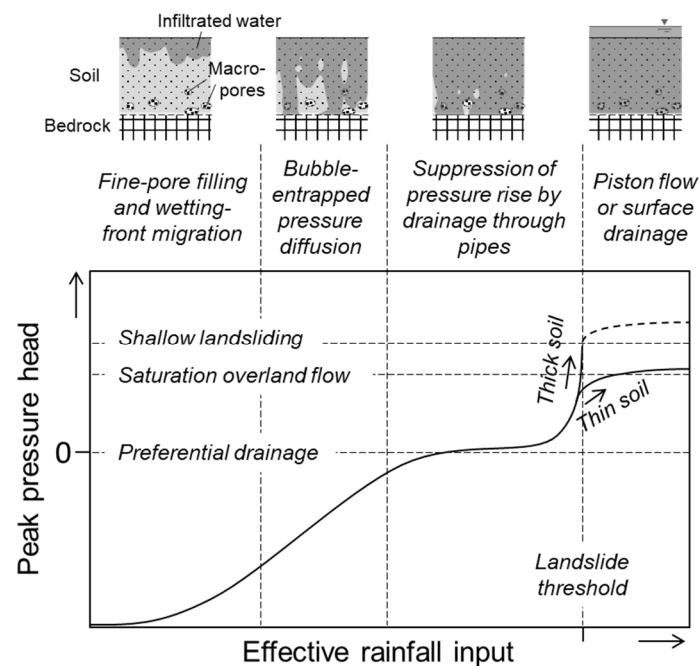 Infiltrated water
Soil
Macro-
pores
Bedrock
Fine-pore filling
and wetting-
front migration
Bubble-
entrapped
pressure
diffusion
Suppression of
pressure rise by
drainage through
pipes
Piston flow
or surface
drainage
Peak pressure head
Shallow landsliding
Saturation overland flow
0
Preferential drainage
Thick soil
Thin soil
Landslide
threshold
Effective rainfall input